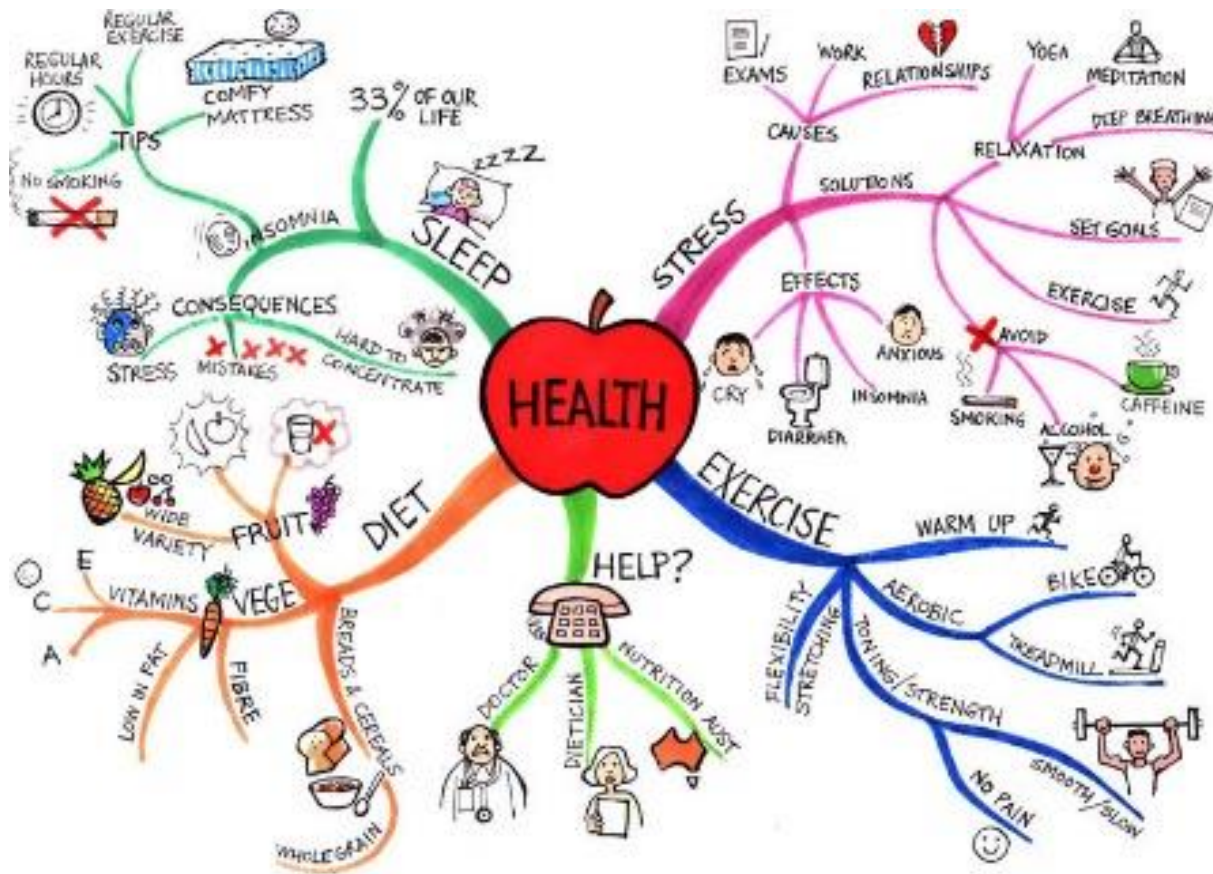 HEALTH
SLEEP
33% OF OUR
LIFE
ZZZZ
INSOMNIA
TIPS
REGULAR
EXERCISE
REGULAR
HOURS
COMFY
MATTRESS
NO SMOKING
CONSEQUENCES
STRESS
MISTAKES
HARD TO
CONCENTRATE
STRESS
CAUSES
EXAMS
WORK
RELATIONSHIPS
SOLUTIONS
RELAXATION
YOGA
MEDITATION
DEEP BREATHING
SET GOALS
EXERCISE
AVOID
SMOKING
ALCOHOL
CAFFEINE
EFFECTS
CRY
DIARRHEA
INSOMNIA
ANXIOUS
EXERCISE
WARM UP
AEROBIC
BIKE
TREADMILL
TONING/STRENGTH
SMOOTH/SLOW
NO PAIN
FLEXIBILITY
STRETCHING
HELP?
DOCTOR
DIETICIAN
NUTRITION AUST
DIET
FRUIT
WIDE
VARIETY
VEGE
VITAMINS
E
C
A
LOW IN FAT
FIBRE
BREADS & CEREALS
WHOLEGRAIN